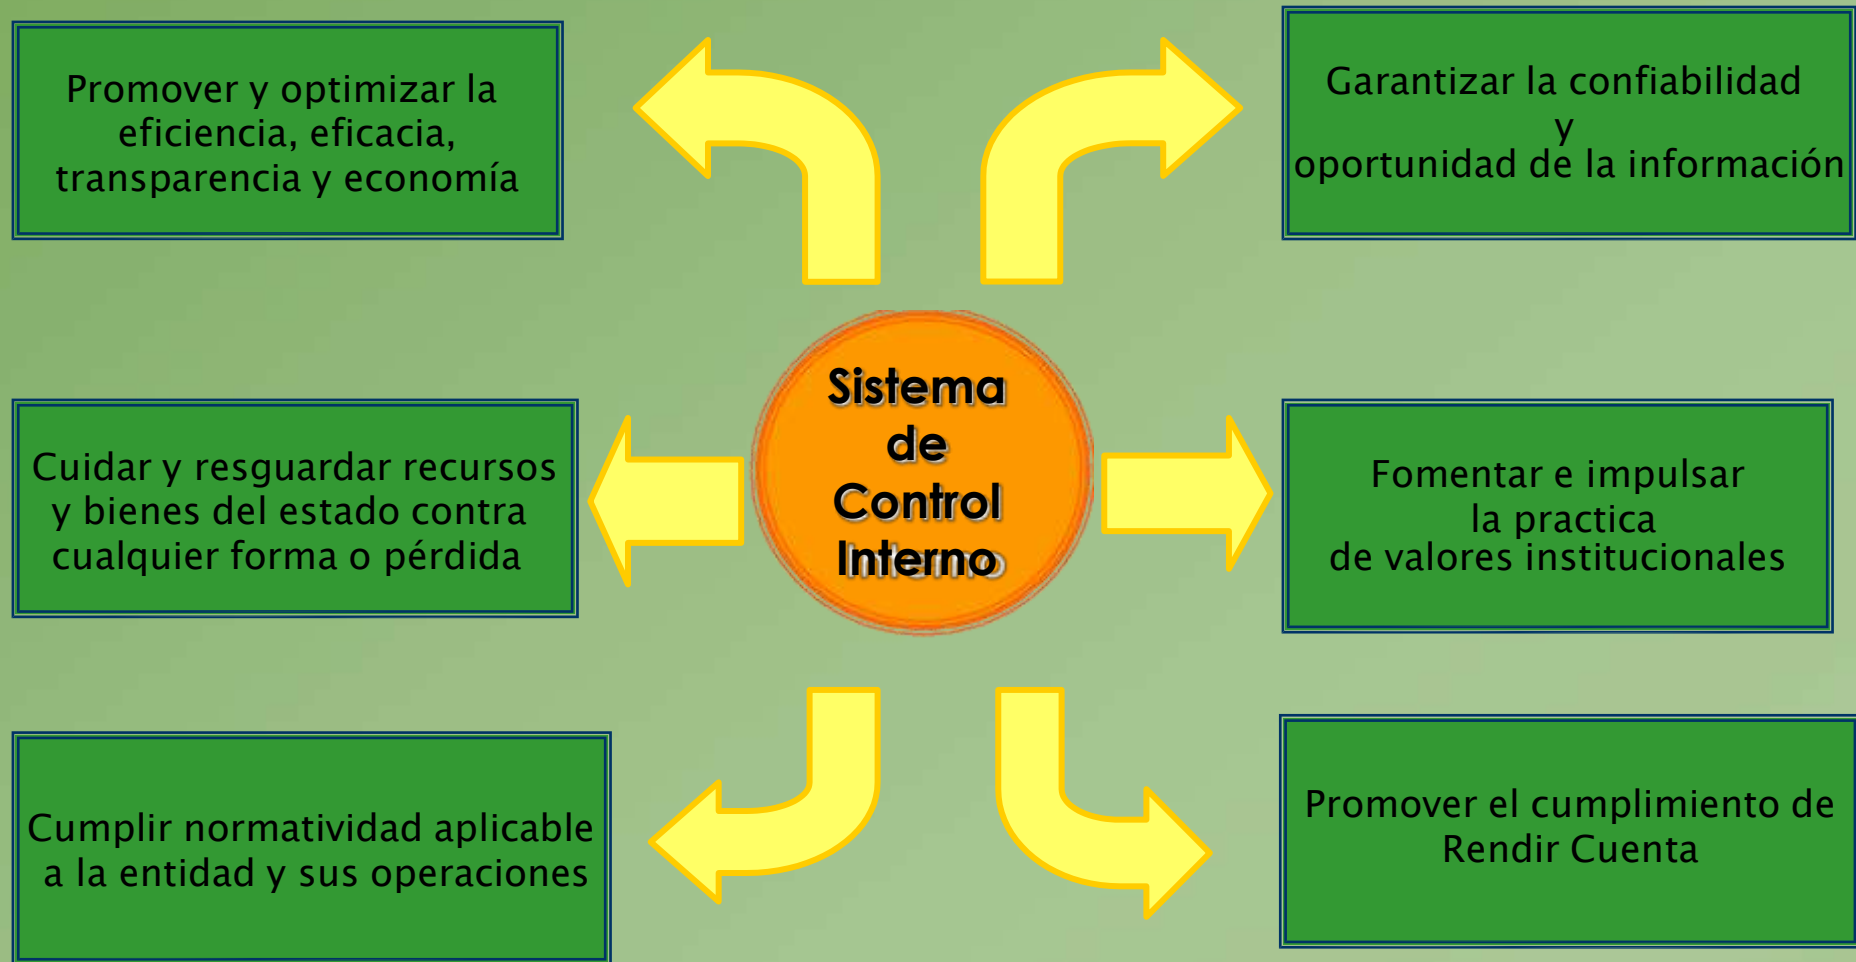 Promover y optimizar la
eficiencia, eficacia,
transparencia y economía
Garantizar la confiabilidad
y
oportunidad de la información
Sistema
de
Control
Interno
Cuidar y resguardar recursos
y bienes del estado contra
cualquier forma o pérdida
Fomentar e impulsar
la practica
de valores institucionales
Cumplir normatividad aplicable
a la entidad y sus operaciones
Promover el cumplimiento de
Rendir Cuenta